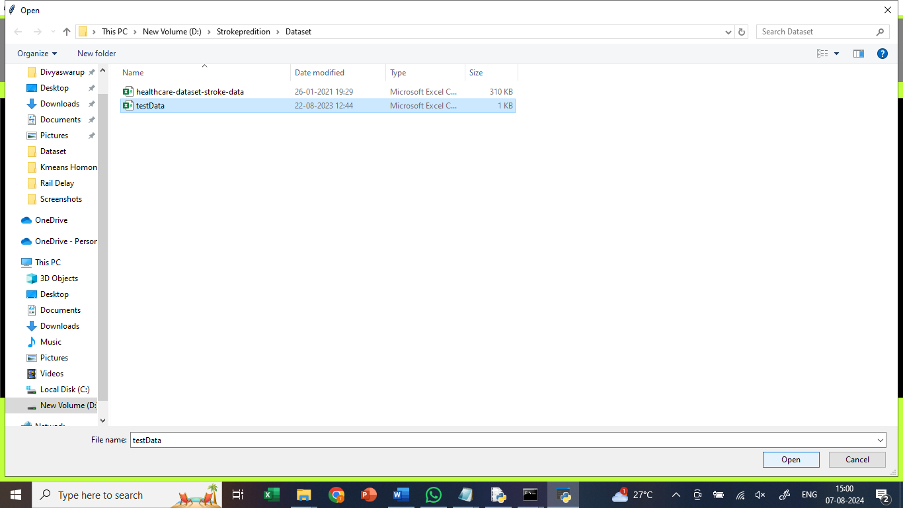 Open
This PC > New Volume (D:) > Strokepredition > Dataset
Search Dataset
Organize
New folder
Name
Date modified
Type
Size
healthcare-dataset-stroke-data 26-01-2021 19:29 Microsoft Excel C... 310 KB
testData 22-08-2023 12:44 Microsoft Excel C... 1 KB
Divyaswarup
Desktop
Downloads
Documents
Pictures
Dataset
Kmeans Homon
Rail Delay
Screenshots
OneDrive
OneDrive - Person
This PC
3D Objects
Desktop
Documents
Downloads
Music
Pictures
Videos
Local Disk (C:)
New Volume (D:
File name: testData
Open
Cancel
Type here to search
27°C
ENG
15:00
07-08-2024
2